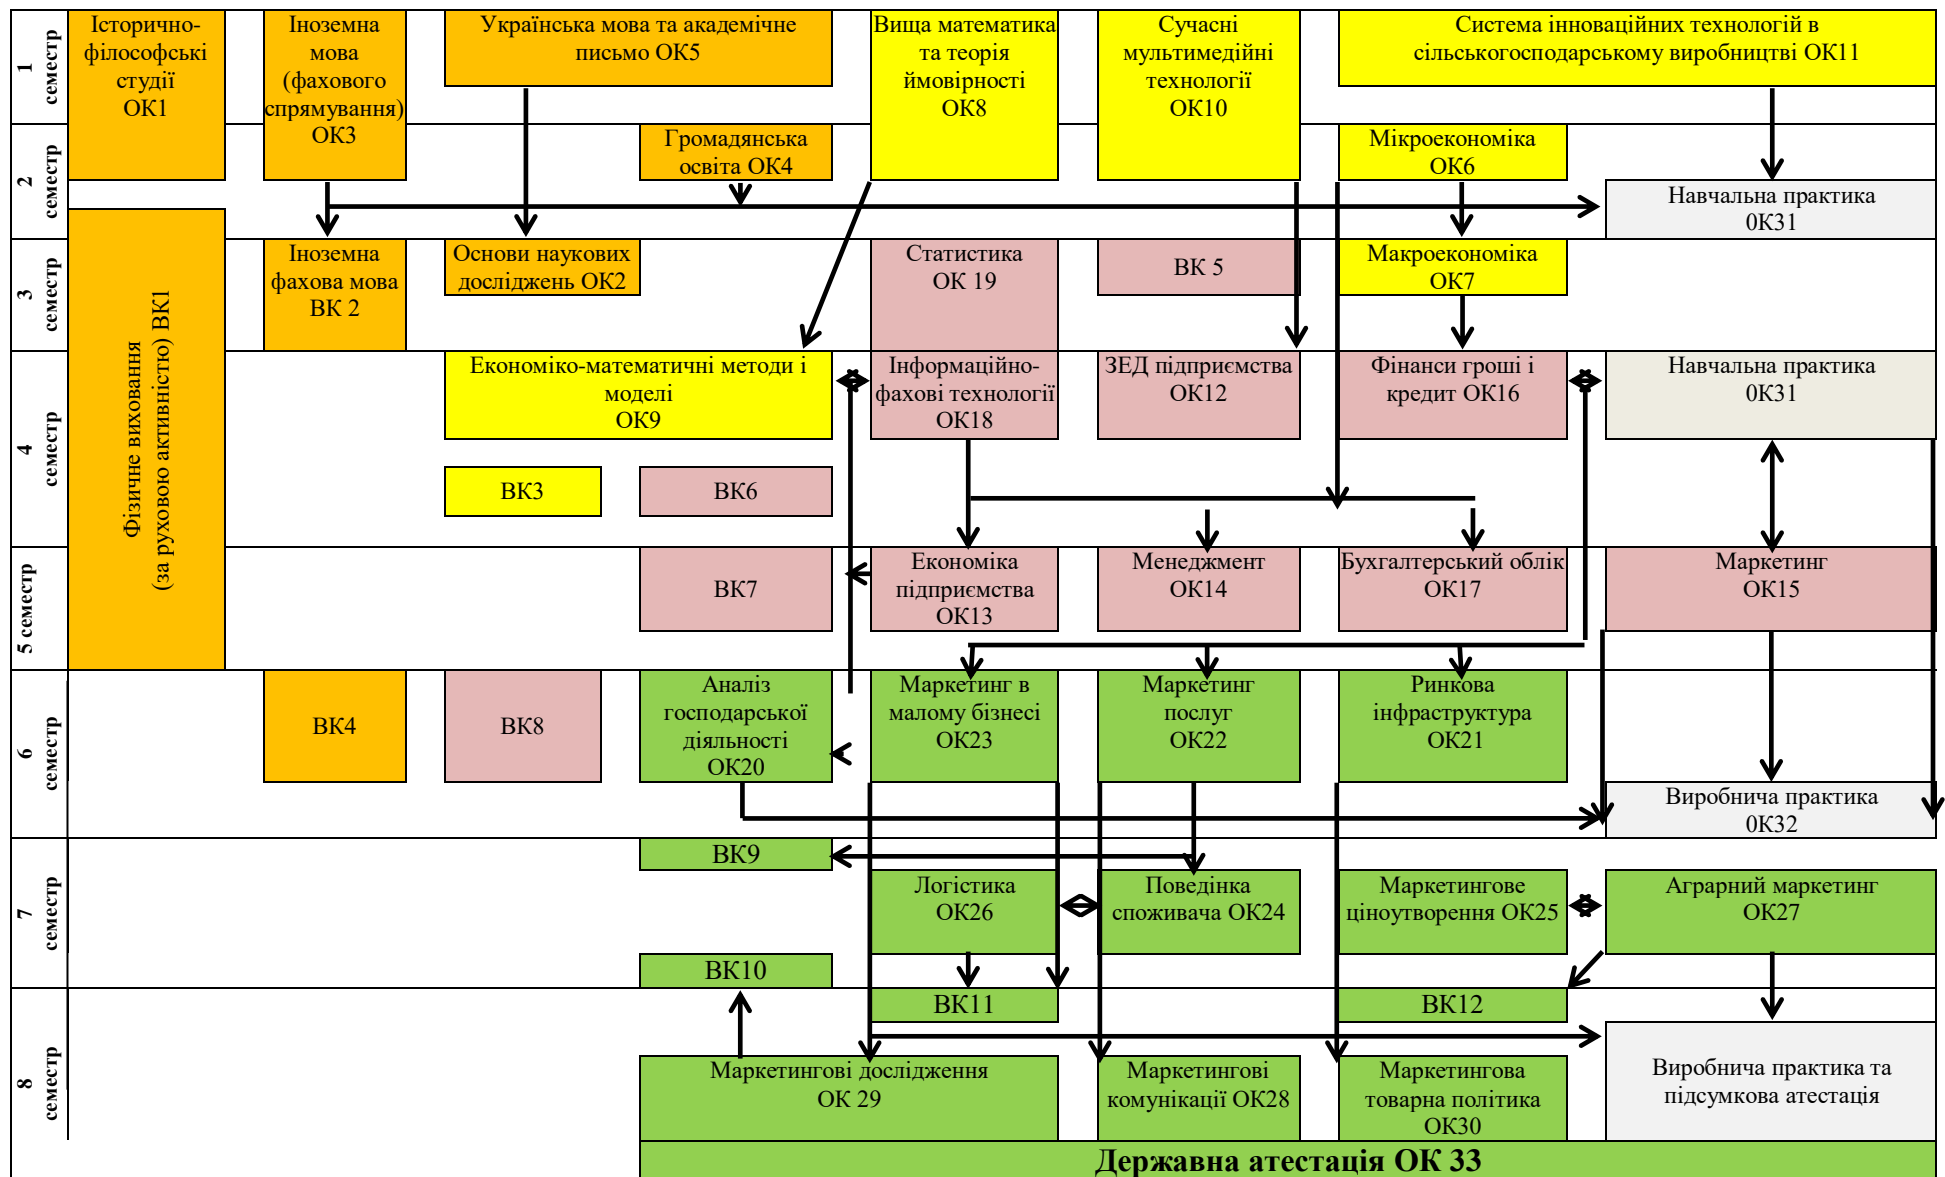 1
семестр
Історично-
філософські
студії
ОК1
Іноземна
мова
(фахового
спрямування)
ОК3
Українська мова та академічне
письмо ОК5
Вища математика
та теорія
ймовірності
ОК8
Сучасні
мультимедійні
технології
ОК10
Система інноваційних технологій в
сільськогосподарському виробництві ОК11
2
семестр
Громадянська
освіта ОК4
Мікроекономіка
ОК6
Навчальна практика
0К31
Фізичне виховання
(за руховою активністю) ВК1
3
семестр
Іноземна
фахова мова
ВК 2
Основи наукових
досліджень ОК2
Статистика
ОК 19
ВК 5
Макроекономіка
ОК7
4
семестр
Економіко-математичні методи і
моделі
ОК9
Інформаційно-
фахові технології
ОК18
ЗЕД підприємства
ОК12
Фінанси гроші і
кредит ОК16
Навчальна практика
0К31
ВК3
ВК6
5 семестр
ВК7
Економіка
підприємства
ОК13
Менеджмент
ОК14
Бухгалтерський облік
ОК17
Маркетинг
ОК15
6
семестр
ВК4
ВК8
Аналіз
господарської
діяльності
ОК20
Маркетинг в
малому бізнесі
ОК23
Маркетинг
послуг
ОК22
Ринкова
інфраструктура
ОК21
Виробнича практика
0К32
7
семестр
ВК9
Логістика
ОК26
Поведінка
споживача ОК24
Маркетингове
ціноутворення ОК25
Аграрний маркетинг
ОК27
ВК10
8
семестр
ВК11
ВК12
Маркетингові дослідження
ОК 29
Маркетингові
комунікації ОК28
Маркетингова
товарна політика
ОК30
Виробнича практика та
підсумкова атестація
Державна атестація ОК 33